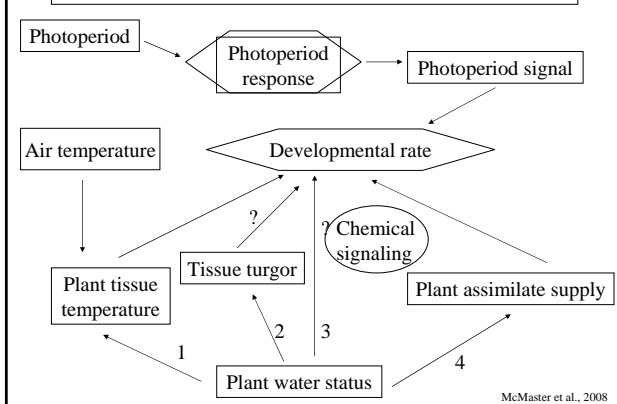 Photoperiod
Photoperiod
response
Photoperiod signal
Air temperature
Developmental rate
?
?
Chemical
signaling
Tissue turgor
Plant tissue
temperature
Plant assimilate supply
1
2
3
4
Plant water status
McMaster et al., 2008